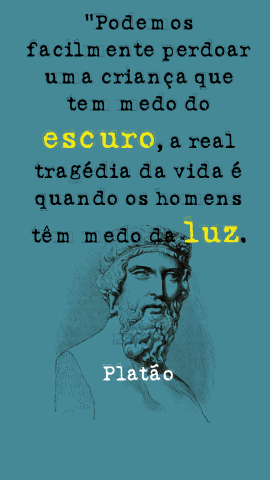 "Podemos
facilmente perdoar
uma criança que
tem medo do
escuro, a real
tragédia da vida é
quando os homens
têm medo da luz.
Platão